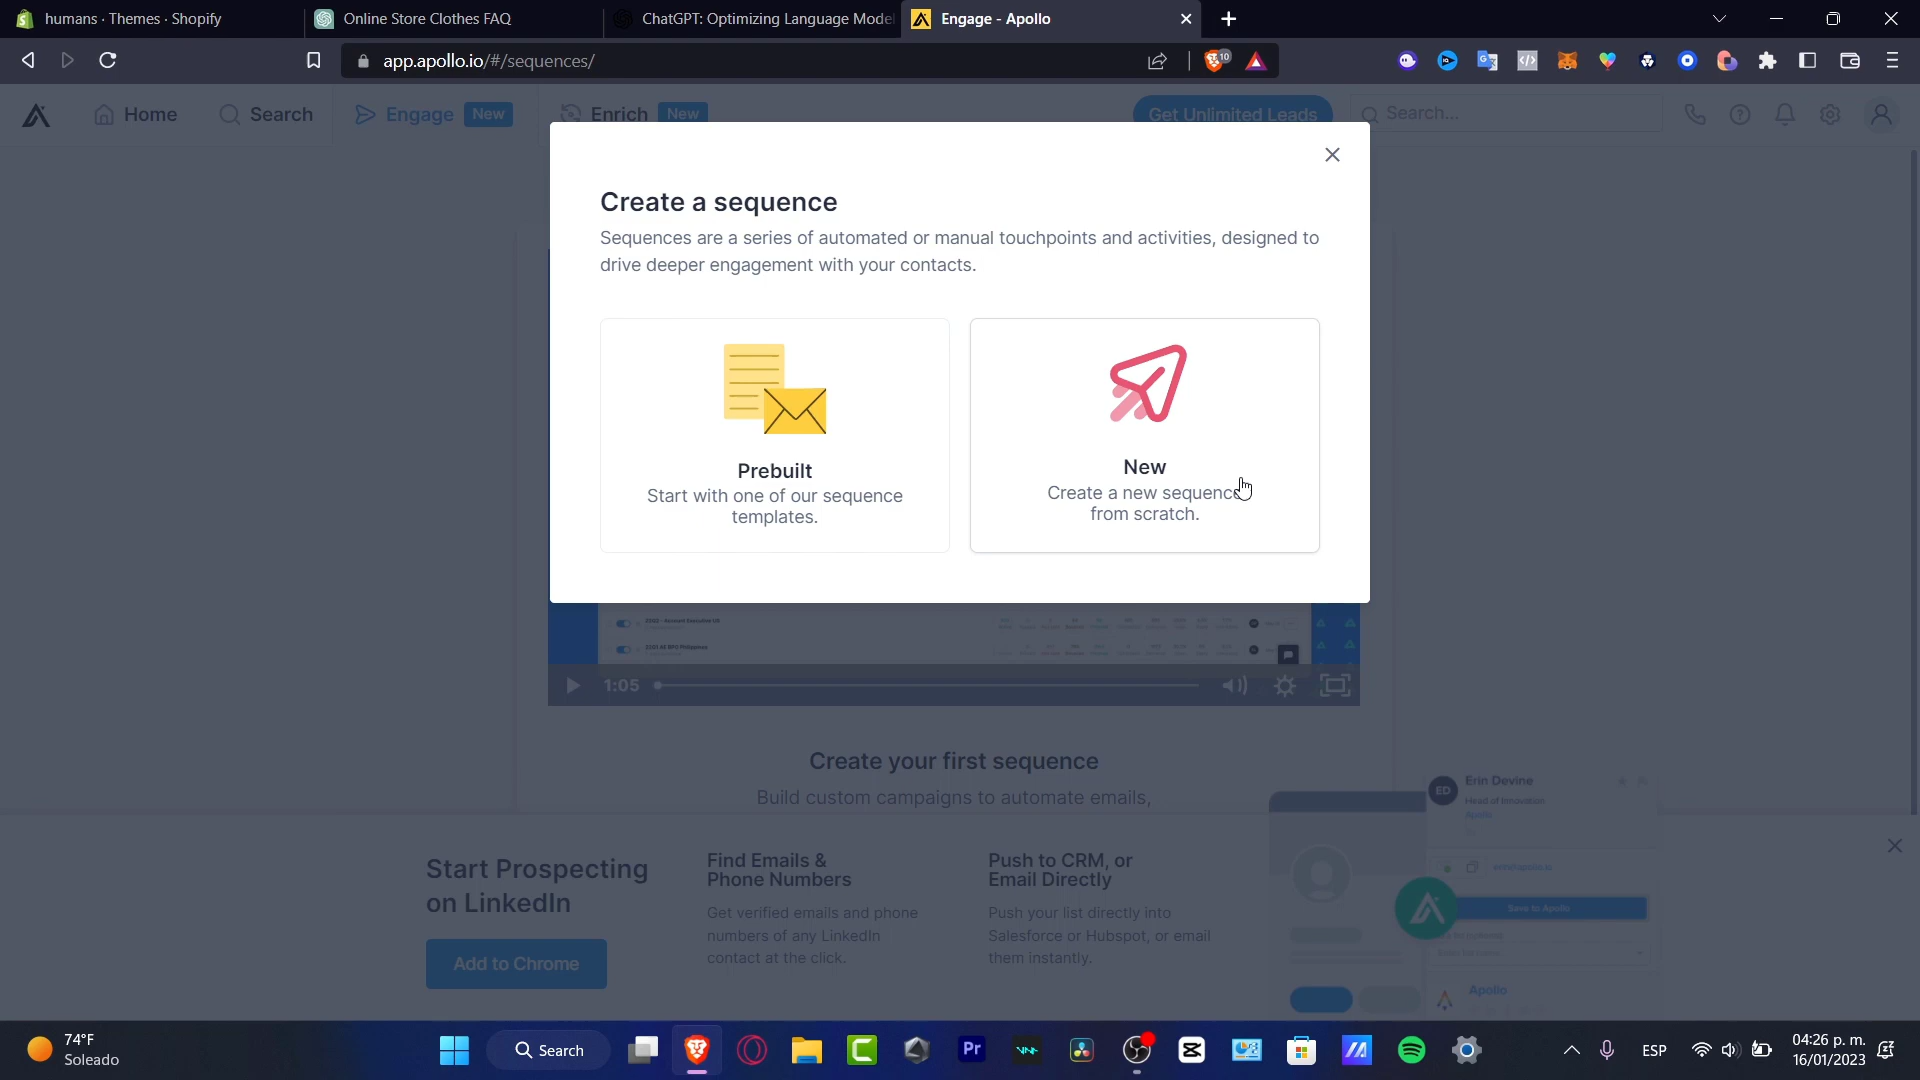 humans · Themes · Shopify
Online Store Clothes FAQ
ChatGPT: Optimizing Language Model
Engage - Apollo
app.apollo.io/#/sequences/
10
Home
Search
Engage New
Enrich New
Get Unlimited Leads
Search...
Create a sequence
Sequences are a series of automated or manual touchpoints and activities, designed to
drive deeper engagement with your contacts.
Prebuilt
Start with one of our sequence
templates.
New
Create a new sequence
from scratch.
1:05
Create your first sequence
Build custom campaigns to automate emails,
Start Prospecting
on LinkedIn
Add to Chrome
Find Emails &
Phone Numbers
Get verified emails and phone
numbers of any LinkedIn
contact at the click.
Push to CRM, or
Email Directly
Push your list directly into
Salesforce or Hubspot, or email
them instantly.
ED
Erin Devine
Head of Innovation
Apollo
Save to Apollo
Apollo
74°F
Soleado
Search
Pr
ESP
04:26 p. m.
16/01/2023